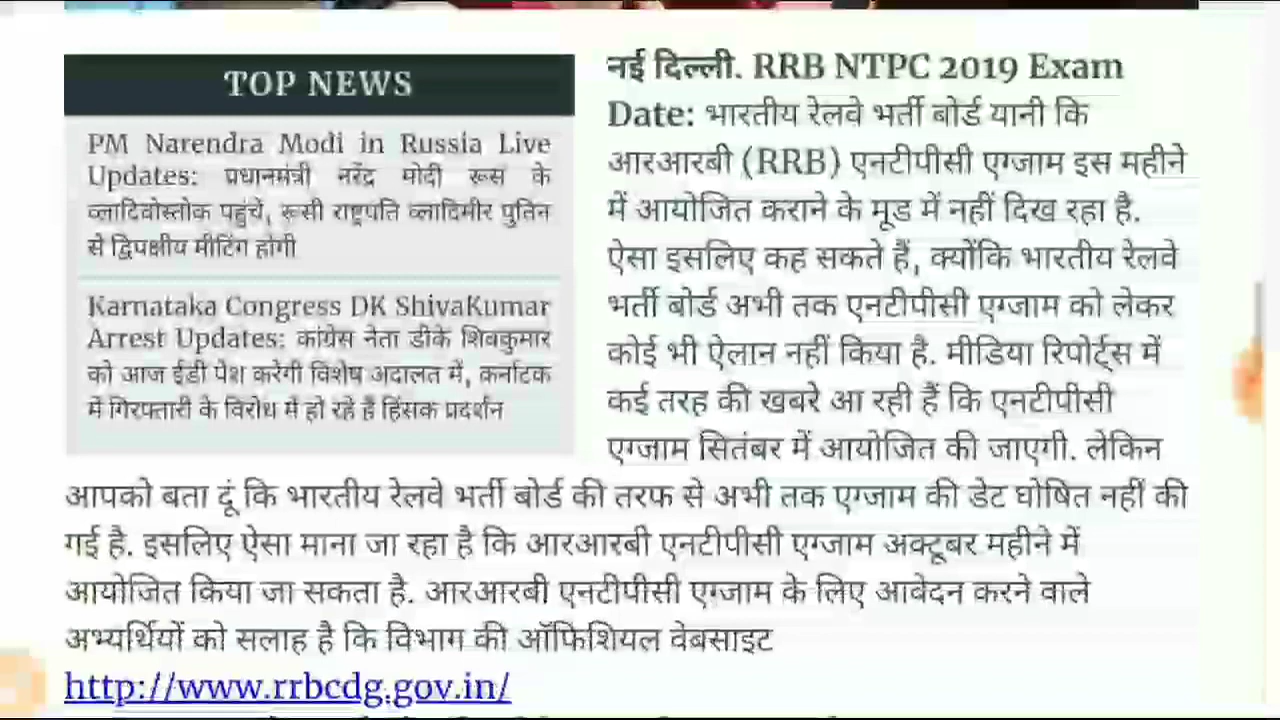 TOP NEWS
PM Narendra Modi in Russia Live
Updates: प्रधानमंत्री नरेंद्र मोदी रूस के
व्लादिवोस्तोक पहुंचे, रूसी राष्ट्रपति व्लादिमीर पुतिन
से द्विपक्षीय मीटिंग होगी
Karnataka Congress DK ShivaKumar
Arrest Updates: कांग्रेस नेता डीके शिवकुमार
को आज ईडी पेश करेगी विशेष अदालत में, कर्नाटक
में गिरफ्तारी के विरोध में हो रहे हैं हिंसक प्रदर्शन
नई दिल्ली. RRB NTPC 2019 Exam
Date: भारतीय रेलवे भर्ती बोर्ड यानी कि
आरआरबी (RRB) एनटीपीसी एग्जाम इस महीने
में आयोजित कराने के मूड में नहीं दिख रहा है.
ऐसा इसलिए कह सकते हैं, क्योंकि भारतीय रेलवे
भर्ती बोर्ड अभी तक एनटीपीसी एग्जाम को लेकर
कोई भी ऐलान नहीं किया है. मीडिया रिपोर्ट्स में
कई तरह की खबरे आ रही हैं कि एनटीपीसी
एग्जाम सितंबर में आयोजित की जाएगी. लेकिन
आपको बता दूं कि भारतीय रेलवे भर्ती बोर्ड की तरफ से अभी तक एग्जाम की डेट घोषित नहीं की
गई है. इसलिए ऐसा माना जा रहा है कि आरआरबी एनटीपीसी एग्जाम अक्टूबर महीने में
आयोजित किया जा सकता है. आरआरबी एनटीपीसी एग्जाम के लिए आवेदन करने वाले
अभ्यर्थियों को सलाह है कि विभाग की ऑफिशियल वेबसाइट
http://www.rrbcdg.gov.in/